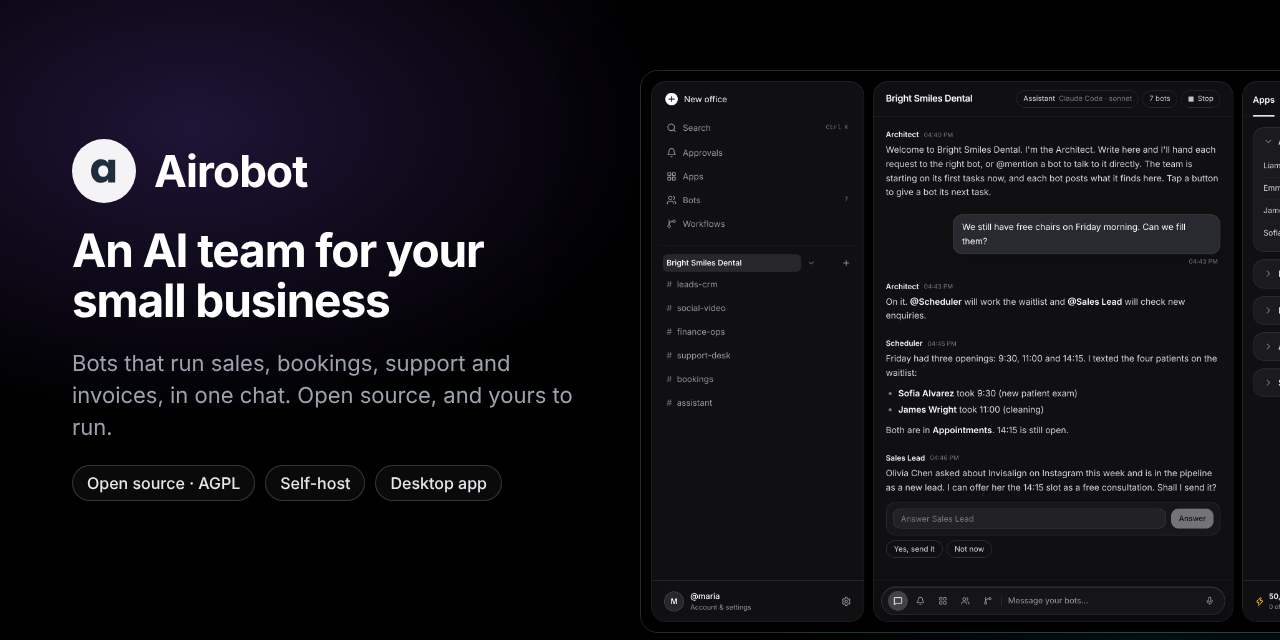 a Airobot
An AI team for your
small business
Bots that run sales, bookings, support and
invoices, in one chat. Open source, and yours to
run.
Open source · AGPL
Self-host
Desktop app
New office
Search Ctrl K
Approvals
Apps
Bots 7
Workflows
Bright Smiles Dental
# leads-crm
# social-video
# finance-ops
# support-desk
# bookings
# assistant
M @maria
Account & settings
Bright Smiles Dental
Assistant Claude Code · sonnet
7 bots
Stop
Architect 04:40 PM
Welcome to Bright Smiles Dental. I'm the Architect. Write here and I'll hand each
request to the right bot, or @mention a bot to talk to it directly. The team is
starting on its first tasks now, and each bot posts what it finds here. Tap a button
to give a bot its next task.
We still have free chairs on Friday morning. Can we fill
them?
04:43 PM
Architect 04:43 PM
On it. @Scheduler will work the waitlist and @Sales Lead will check new
enquiries.
Scheduler 04:45 PM
Friday had three openings: 9:30, 11:00 and 14:15. I texted the four patients on the
waitlist:
• Sofia Alvarez took 9:30 (new patient exam)
• James Wright took 11:00 (cleaning)
Both are in Appointments. 14:15 is still open.
Sales Lead 04:46 PM
Olivia Chen asked about Invisalign on Instagram this week and is in the pipeline
as a new lead. I can offer her the 14:15 slot as a free consultation. Shall I send it?
Answer Sales Lead
Answer
Yes, send it
Not now
Message your bots...
Apps
Liam
Sofia
50,